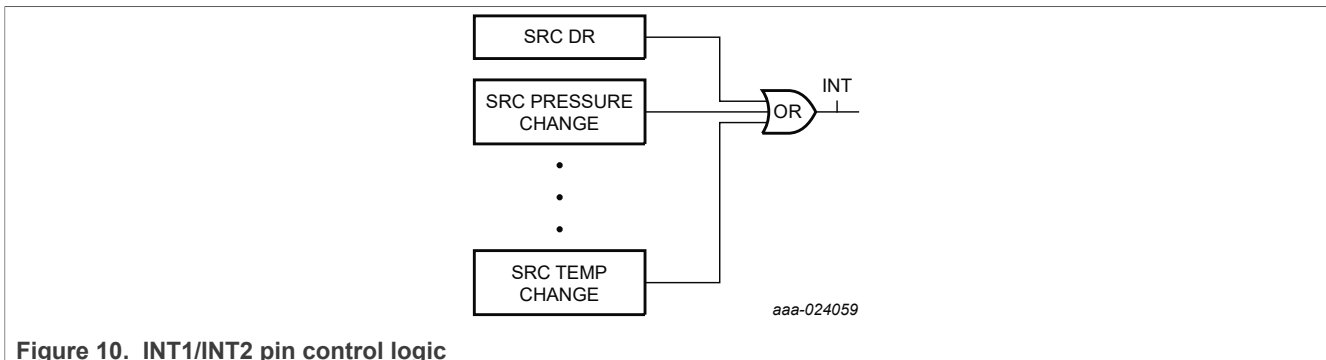 SRC DR
SRC PRESSURE
CHANGE
INT
OR
SRC TEMP
CHANGE
aaa-024059
Figure 10. INT1/INT2 pin control logic